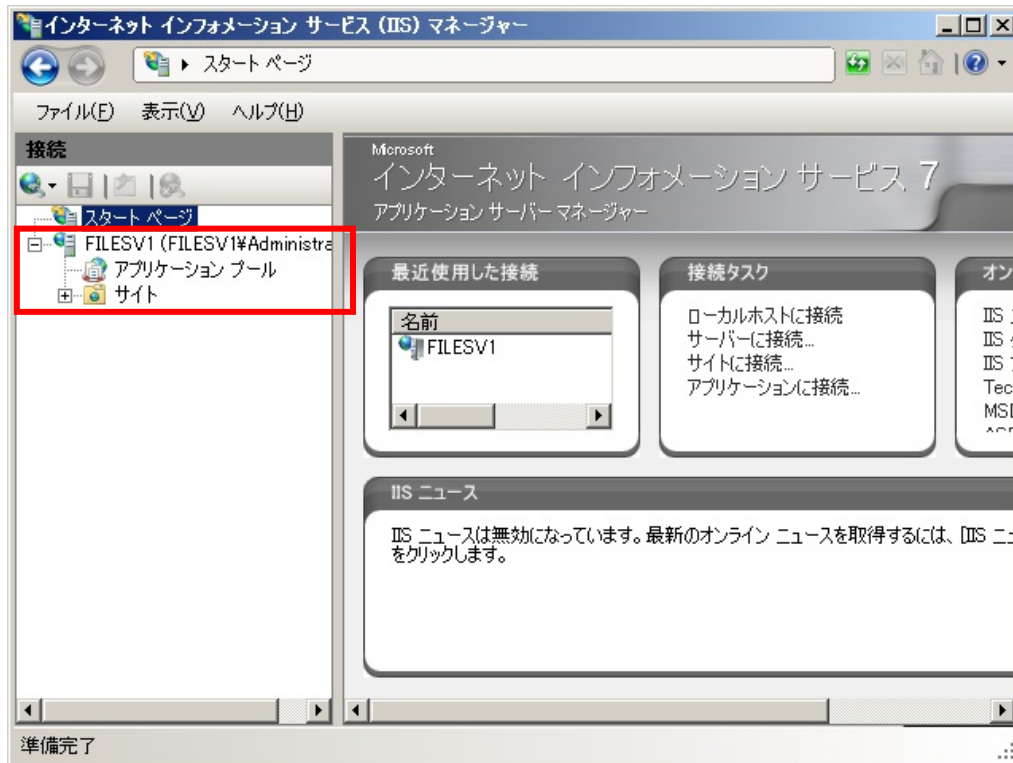 インターネット インフォメーション サービス (IIS) マネージャー
スタート ページ
ファイル(F) 表示(V) ヘルプ(H)
接続
スタート ページ
FILESV1 (FILESV1¥Administra
アプリケーション プール
サイト
Microsoft
インターネット インフォメーション サービス 7
アプリケーション サーバー マネージャー
最近使用した接続
名前
FILESV1
接続タスク
ローカルホストに接続
サーバーに接続...
サイトに接続...
アプリケーションに接続...
オン
IIS
IIS
IIS
Tec
MSD
IIS ニュース
IIS ニュースは無効になっています。最新のオンライン ニュースを取得するには、[IIS ニュ
をクリックします。
準備完了